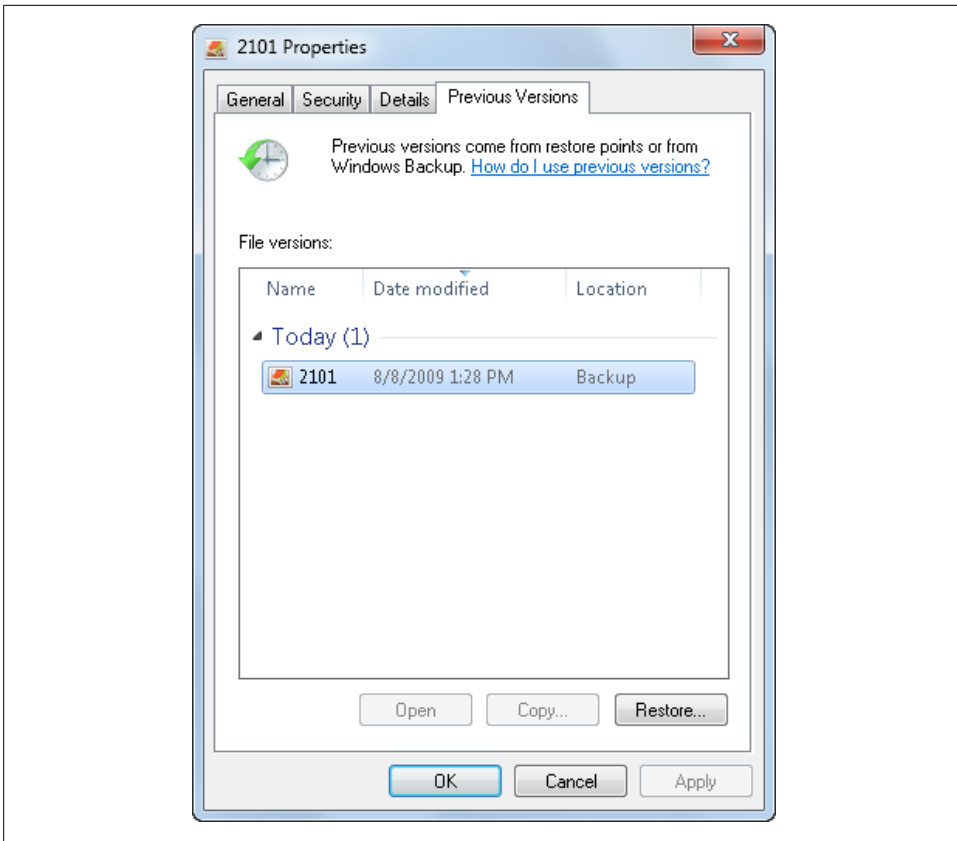 2101 Properties
General Security Details Previous Versions
Previous versions come from restore points or from
Windows Backup. How do I use previous versions?
File versions:
Name Date modified Location
Today (1)
2101 8/8/2009 1:28 PM Backup
Open Copy... Restore...
OK Cancel Apply